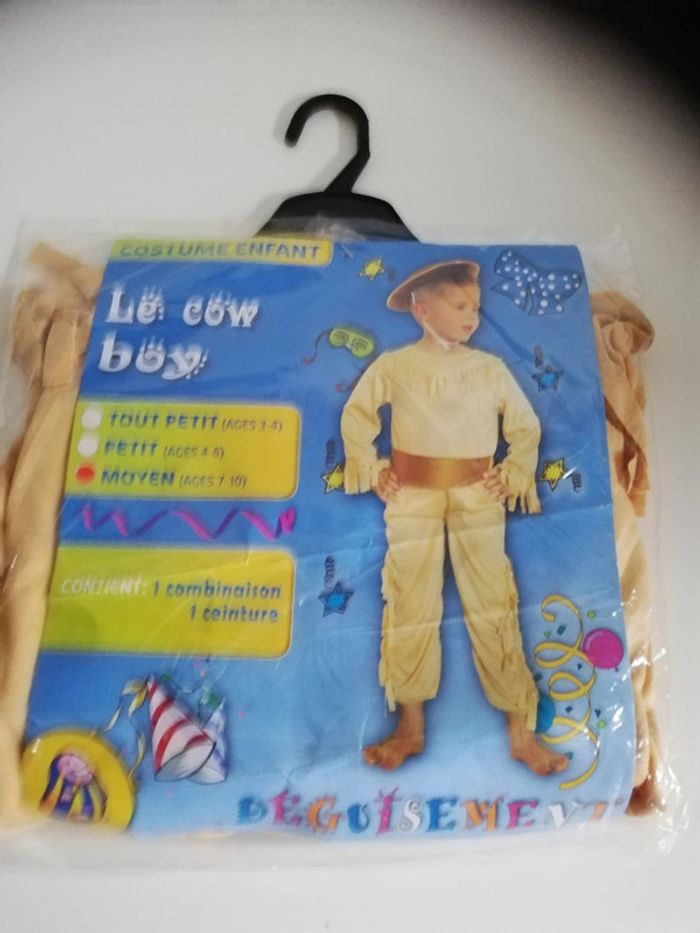 COSTUME ENFANT
Le cow
boy
TOUT PETIT (AGES 3-4)
PETIT (AGES 4-6)
MOYEN (AGES 7-10)
CONTIENT: 1 combinaison
1 ceinture
DÉGUISEMENT